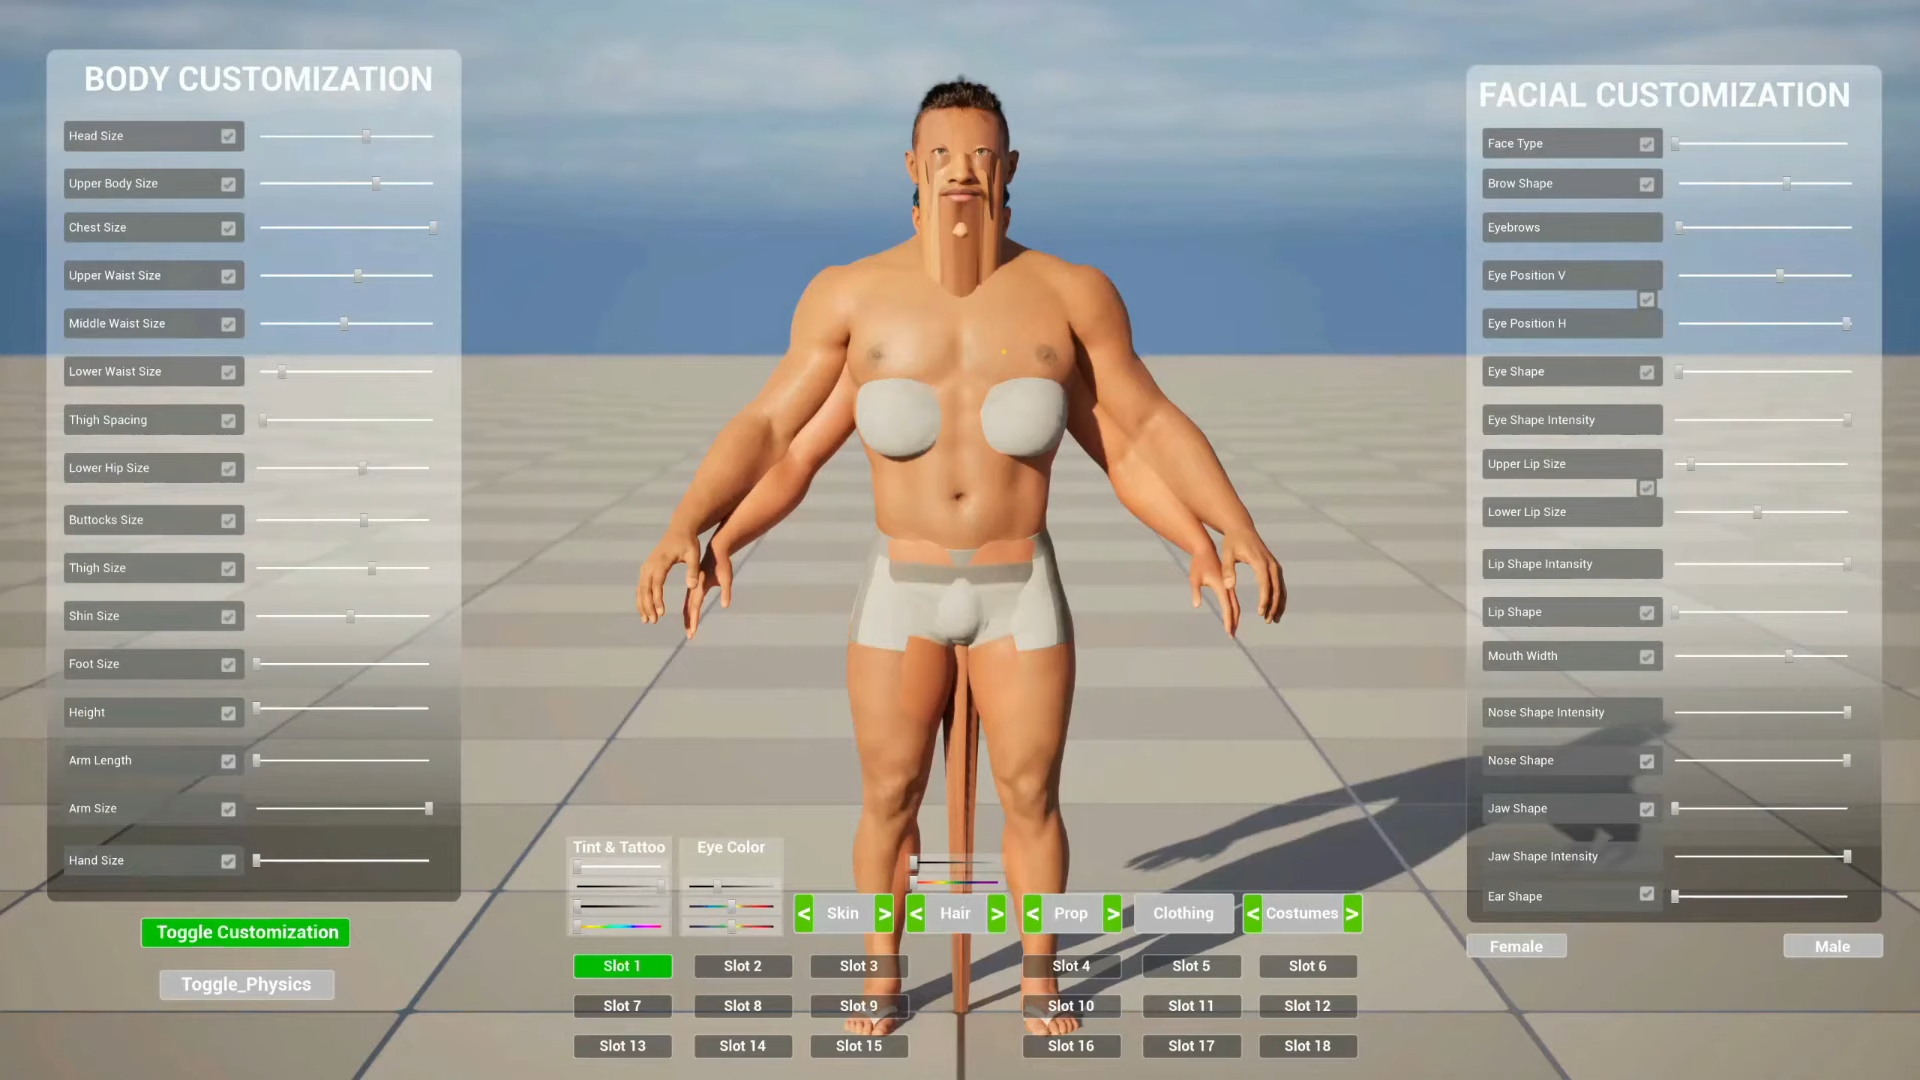 BODY CUSTOMIZATION
Head Size
Upper Body Size
Chest Size
Upper Waist Size
Middle Waist Size
Lower Waist Size
Thigh Spacing
Lower Hip Size
Buttocks Size
Thigh Size
Shin Size
Foot Size
Height
Arm Length
Arm Size
Hand Size
Toggle Customization
Toggle_Physics
Tint & Tattoo
Eye Color
< Skin >
< Hair >
< Prop >
Clothing
< Costumes >
Slot 1
Slot 2
Slot 3
Slot 4
Slot 5
Slot 6
Slot 7
Slot 8
Slot 9
Slot 10
Slot 11
Slot 12
Slot 13
Slot 14
Slot 15
Slot 16
Slot 17
Slot 18
FACIAL CUSTOMIZATION
Face Type
Brow Shape
Eyebrows
Eye Position V
Eye Position H
Eye Shape
Eye Shape Intensity
Upper Lip Size
Lower Lip Size
Lip Shape Intansity
Lip Shape
Mouth Width
Nose Shape Intensity
Nose Shape
Jaw Shape
Jaw Shape Intensity
Ear Shape
Female
Male